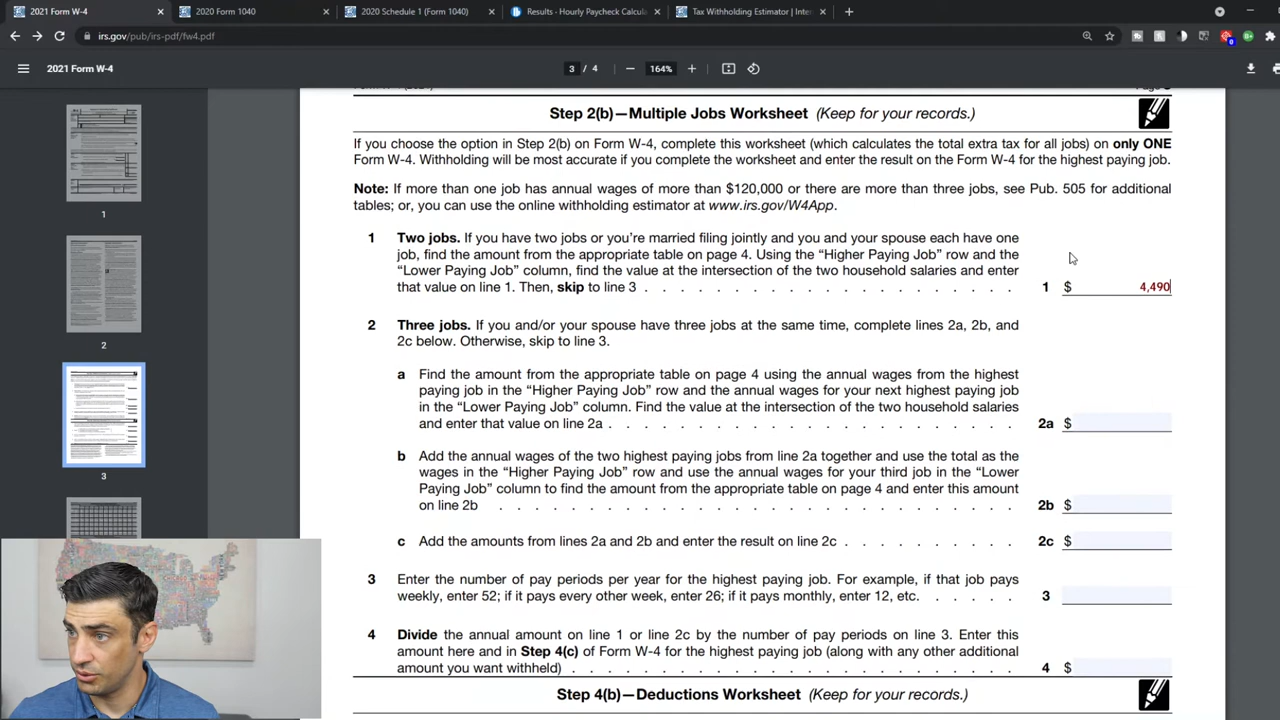 2021 Form W-4
2020 Form 1040
2020 Schedule 1 (Form 1040)
Results - Hourly Paycheck Calcul
Tax Withholding Estimator | Inte
irs.gov/pub/irs-pdf/fw4.pdf
2021 Form W-4
3 / 4
164%
Step 2(b)—Multiple Jobs Worksheet (Keep for your records.)
If you choose the option in Step 2(b) on Form W-4, complete this worksheet (which calculates the total extra tax for all jobs) on only ONE
Form W-4. Withholding will be most accurate if you complete the worksheet and enter the result on the Form W-4 for the highest paying job.
Note: If more than one job has annual wages of more than $120,000 or there are more than three jobs, see Pub. 505 for additional
tables; or, you can use the online withholding estimator at www.irs.gov/W4App.
1 Two jobs. If you have two jobs or you're married filing jointly and you and your spouse each have one
job, find the amount from the appropriate table on page 4. Using the "Higher Paying Job" row and the
"Lower Paying Job" column, find the value at the intersection of the two household salaries and enter
that value on line 1. Then, skip to line 3 . . . . . . . . . . . . . . . . . . 1 $ 4,490
2 Three jobs. If you and/or your spouse have three jobs at the same time, complete lines 2a, 2b, and
2c below. Otherwise, skip to line 3.
a Find the amount from the appropriate table on page 4 using the annual wages from the highest
paying job in the "Higher Paying Job" row and the annual wages for your next highest paying job
in the "Lower Paying Job" column. Find the value at the intersection of the two household salaries
and enter that value on line 2a . . . . . . . . . . . . . . . . . . . 2a $
b Add the annual wages of the two highest paying jobs from line 2a together and use the total as the
wages in the "Higher Paying Job" row and use the annual wages for your third job in the "Lower
Paying Job" column to find the amount from the appropriate table on page 4 and enter this amount
on line 2b . . . . . . . . . . . . . . . . . . . . . . . 2b $
c Add the amounts from lines 2a and 2b and enter the result on line 2c . . . . . . . . 2c $
3 Enter the number of pay periods per year for the highest paying job. For example, if that job pays
weekly, enter 52; if it pays every other week, enter 26; if it pays monthly, enter 12, etc. . . . . . 3
4 Divide the annual amount on line 1 or line 2c by the number of pay periods on line 3. Enter this
amount here and in Step 4(c) of Form W-4 for the highest paying job (along with any other additional
amount you want withheld) . . . . . . . . . . . . . . . . . . . . . 4 $
Step 4(b)—Deductions Worksheet (Keep for your records.)
1
2
3